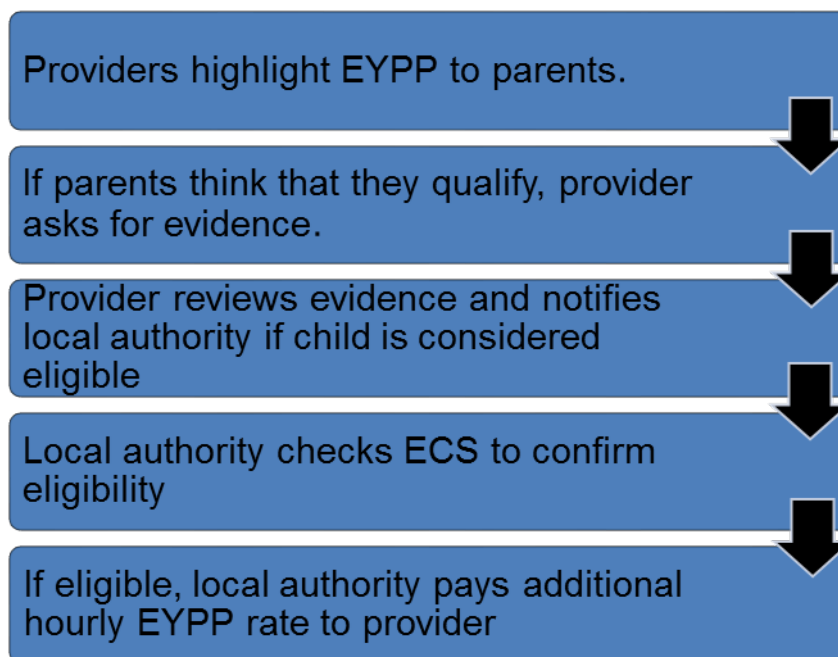 Providers highlight EYPP to parents.
If parents think that they qualify, provider
asks for evidence.
Provider reviews evidence and notifies
local authority if child is considered
eligible
Local authority checks ECS to confirm
eligibility
If eligible, local authority pays additional
hourly EYPP rate to provider